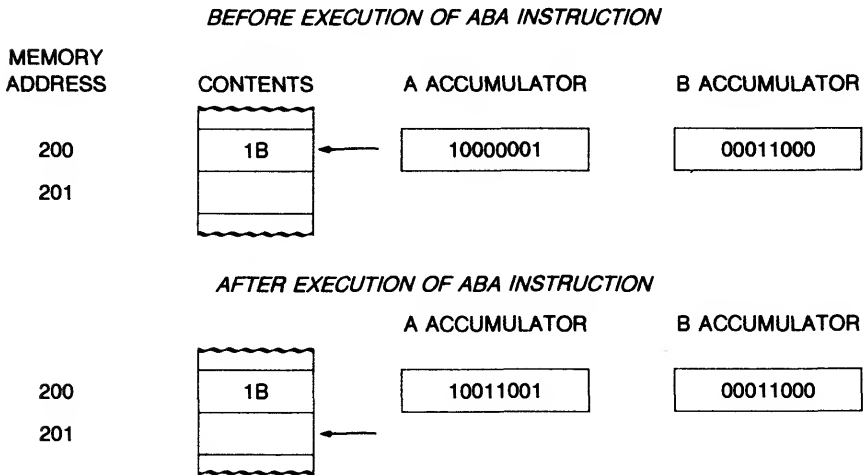 BEFORE EXECUTION OF ABA INSTRUCTION
MEMORY
ADDRESS CONTENTS A ACCUMULATOR B ACCUMULATOR
200 1B 10000001 00011000
201
AFTER EXECUTION OF ABA INSTRUCTION
A ACCUMULATOR B ACCUMULATOR
200 1B 10011001 00011000
201